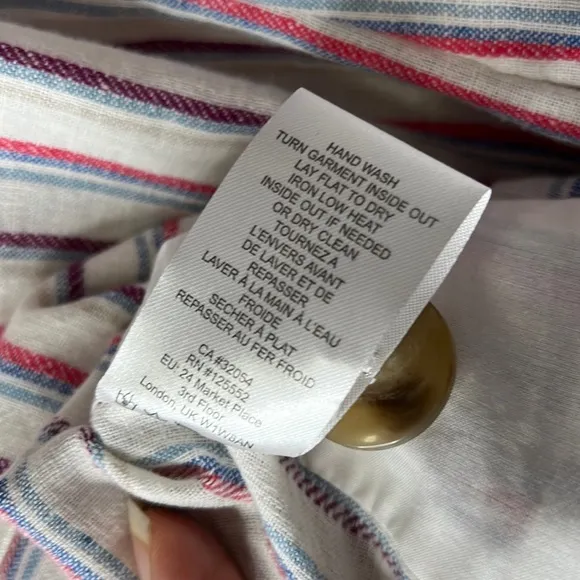 HAND WASH
TURN GARMENT INSIDE OUT
LAY FLAT TO DRY
IRON LOW HEAT
INSIDE OUT IF NEEDED
OR DRY CLEAN
TOURNEZ A
L'ENVERS AVANT
DE LAVER ET DE
REPASSER
LAVER À LA MAIN À L'EAU
FROIDE
SECHER À PLAT
REPASSER AU FER FROID
CA #32054
RN #125552
EU: 24 Market Place
3rd Floor
London, UK W1W8AN